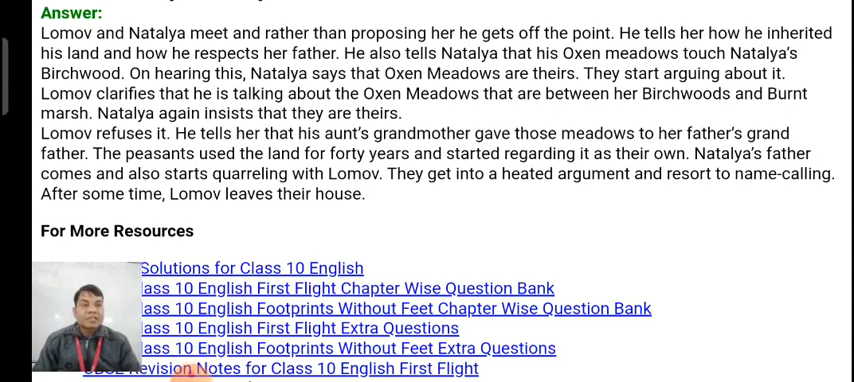 Answer:
Lomov and Natalya meet and rather than proposing her he gets off the point. He tells her how he inherited
his land and how he respects her father. He also tells Natalya that his Oxen meadows touch Natalya's
Birchwood. On hearing this, Natalya says that Oxen Meadows are theirs. They start arguing about it.
Lomov clarifies that he is talking about the Oxen Meadows that are between her Birchwoods and Burnt
marsh. Natalya again insists that they are theirs.
Lomov refuses it. He tells her that his aunt's grandmother gave those meadows to her father's grand
father. The peasants used the land for forty years and started regarding it as their own. Natalya's father
comes and also starts quarreling with Lomov. They get into a heated argument and resort to name-calling.
After some time, Lomov leaves their house.
For More Resources
Solutions for Class 10 English
lass 10 English First Flight Chapter Wise Question Bank
lass 10 English Footprints Without Feet Chapter Wise Question Bank
lass 10 English First Flight Extra Questions
lass 10 English Footprints Without Feet Extra Questions
Revision Notes for Class 10 English First Flight